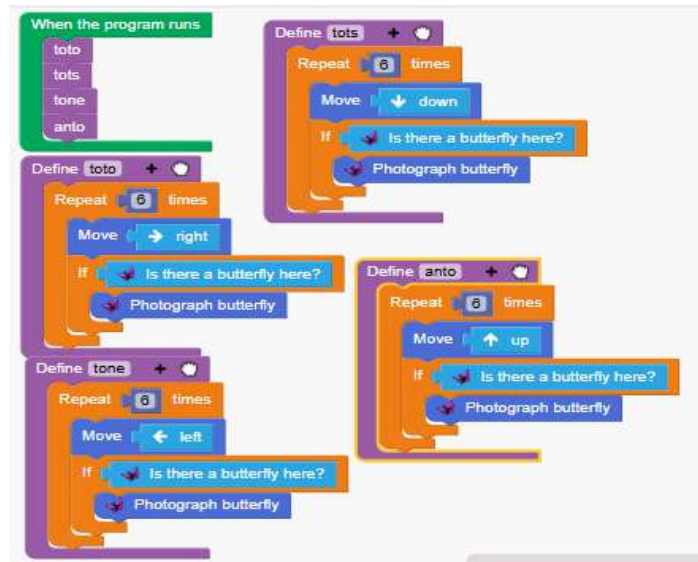 When the program runs
toto
tots
tone
anto
Define tots +
Repeat 6 times
Move down
If Is there a butterfly here?
Photograph butterfly
Define toto +
Repeat 6 times
Move right
If Is there a butterfly here?
Photograph butterfly
Define anto +
Repeat 6 times
Move up
If Is there a butterfly here?
Photograph butterfly
Define tone +
Repeat 6 times
Move left
If Is there a butterfly here?
Photograph butterfly